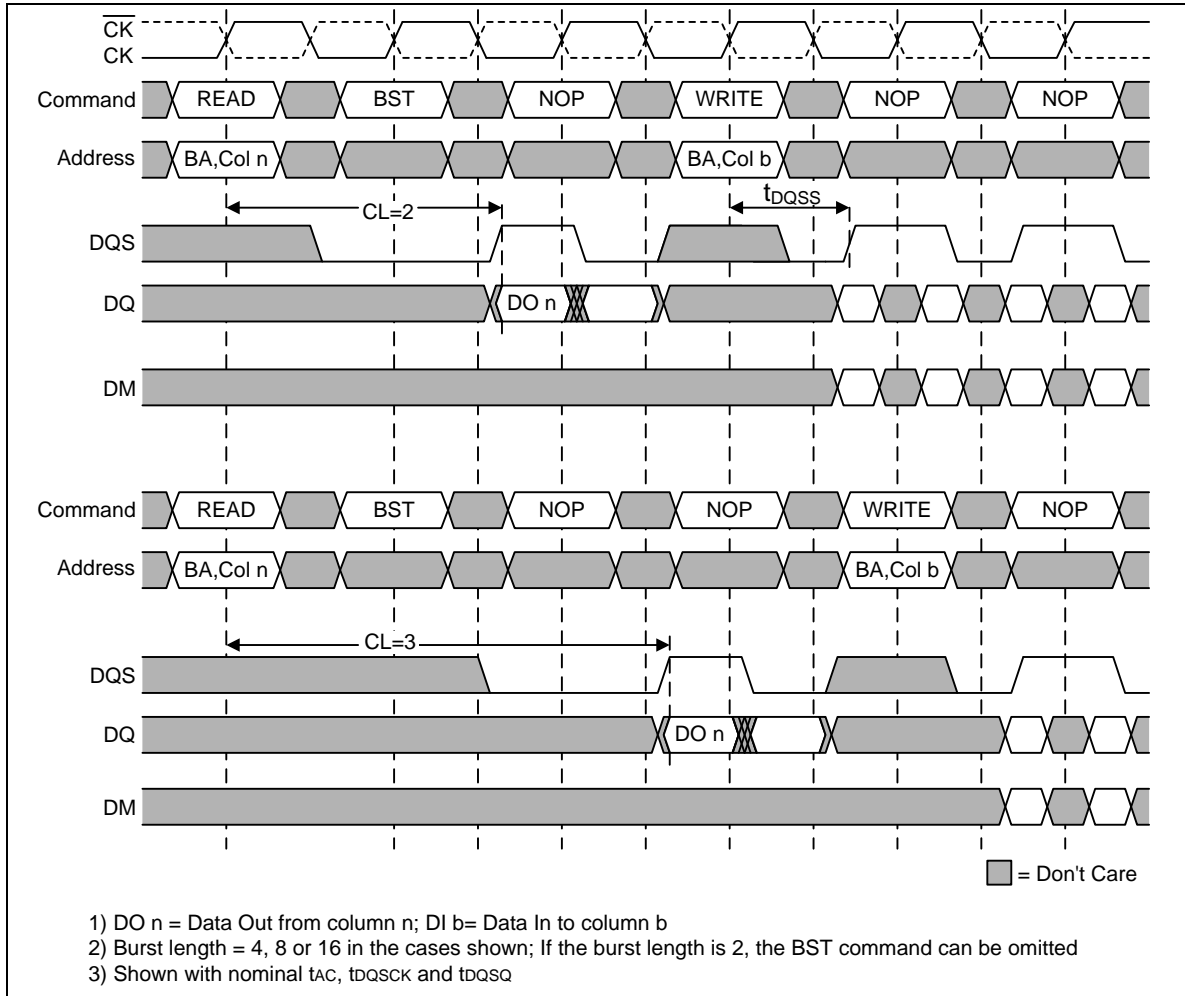 CK
CK
Command READ BST NOP WRITE NOP NOP
Address BA,Col n BA,Col b
CL=2 tDQSS
DQS
DQ DO n
DM
Command READ BST NOP NOP WRITE NOP
Address BA,Col n BA,Col b
CL=3
DQS
DQ DO n
DM
= Don't Care
1) DO n = Data Out from column n; DI b= Data In to column b
2) Burst length = 4, 8 or 16 in the cases shown; If the burst length is 2, the BST command can be omitted
3) Shown with nominal tAC, tDQSCK and tDQSQ